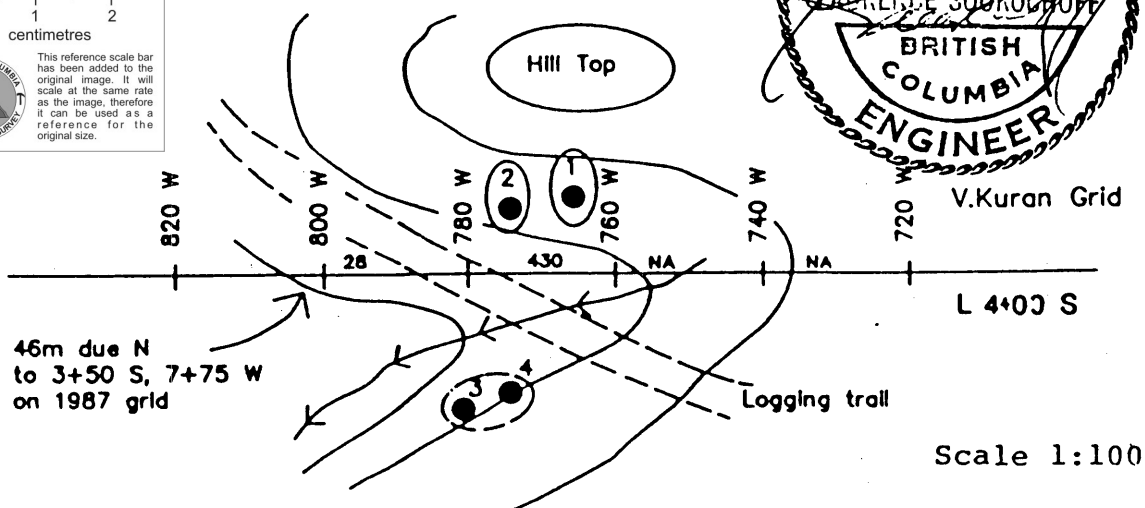 1 2
centimetres
This reference scale bar
has been added to the
original image. It will
scale at the same rate
as the image, therefore
it can be used as a
reference for the
original size.
Hill Top
BRITISH
COLUMBIA
ENGINEER
V.Kuran Grid
2 1
820 W
800 W
780 W
760 W
740 W
720 W
28 430 NA NA
L 4+00 S
46m due N
to 3+50 S, 7+75 W
on 1987 grid
3 4
Logging trail
Scale 1:100